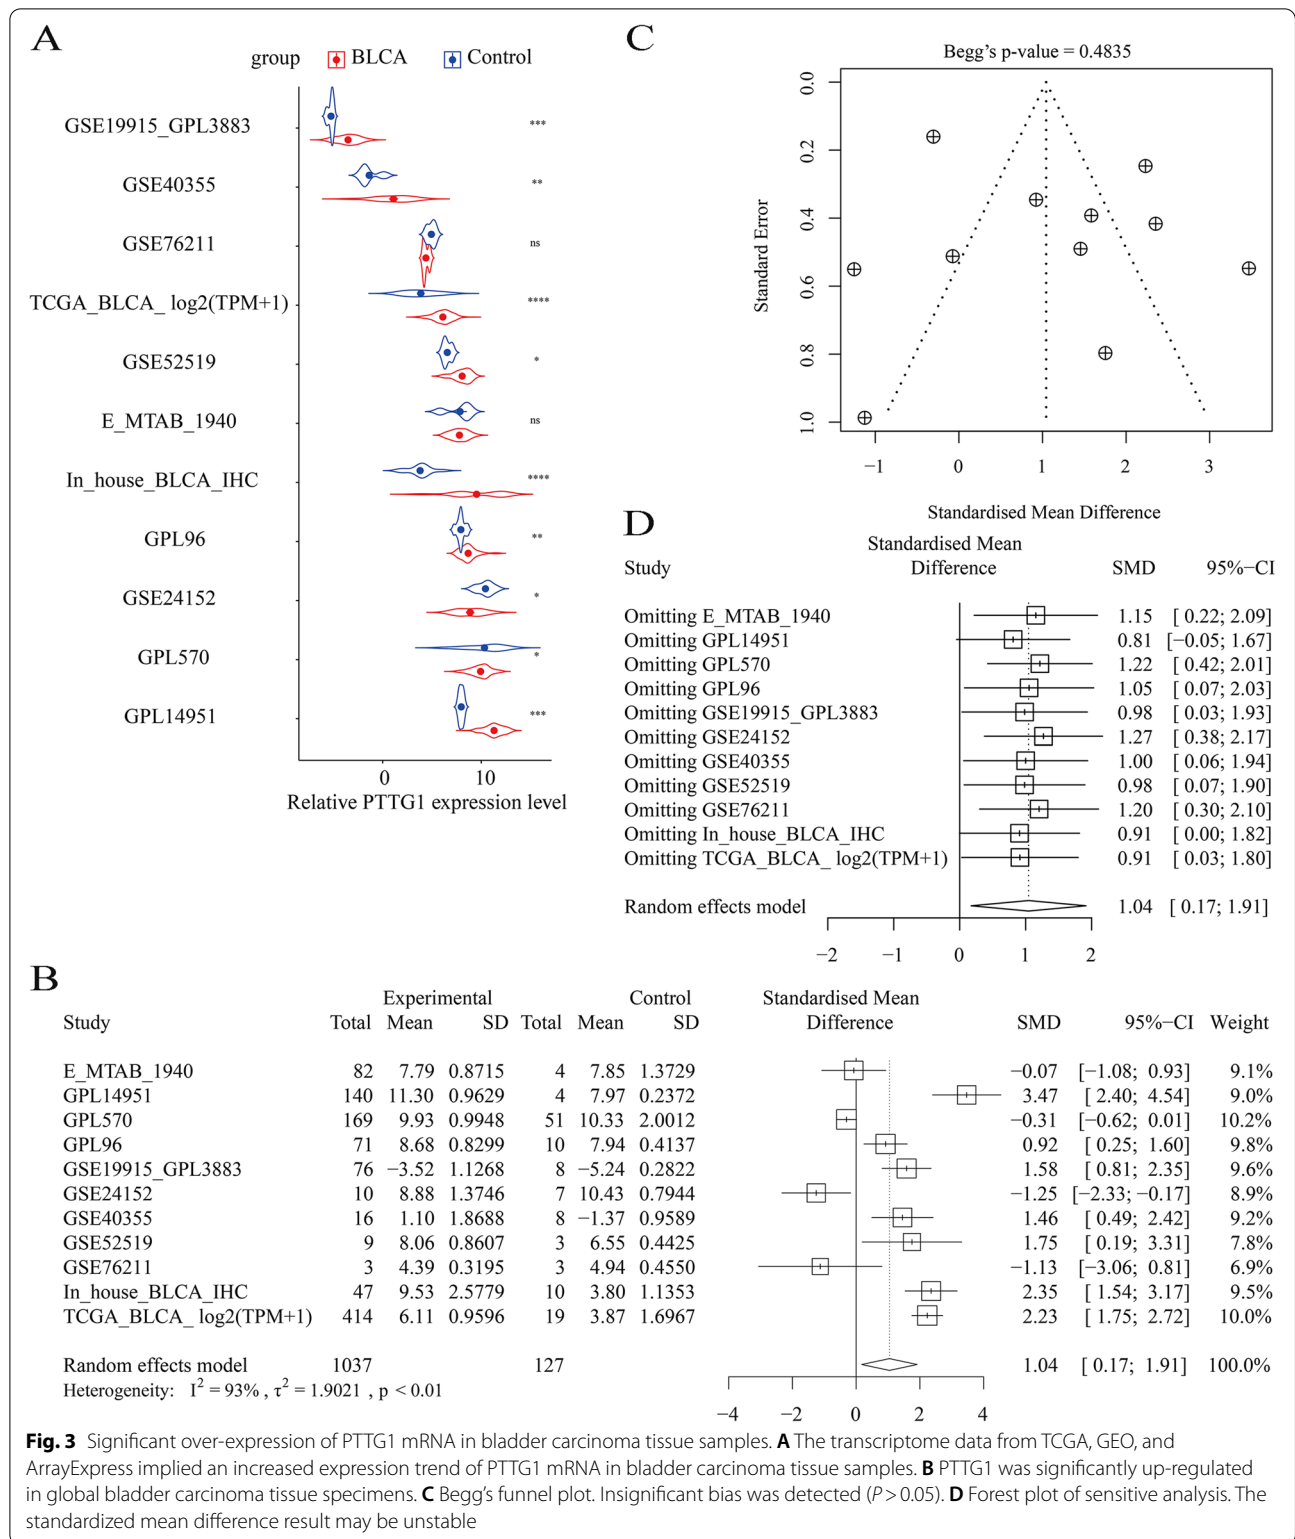 A
group BLCA Control
GSE19915_GPL3883 ***
GSE40355 **
GSE76211 ns
TCGA_BLCA_ log2(TPM+1) ****
GSE52519 *
E_MTAB_1940 ns
In_house_BLCA_IHC ****
GPL96 **
GSE24152 *
GPL570 *
GPL14951 ***
0 10
Relative PTTG1 expression level
C
Begg's p-value = 0.4835
Standard Error
0.0
0.2
0.4
0.6
0.8
1.0
−1 0 1 2 3
Standardised Mean Difference
D
Standardised Mean
Study Difference SMD 95%−CI
Omitting E_MTAB_1940 1.15 [ 0.22; 2.09]
Omitting GPL14951 0.81 [−0.05; 1.67]
Omitting GPL570 1.22 [ 0.42; 2.01]
Omitting GPL96 1.05 [ 0.07; 2.03]
Omitting GSE19915_GPL3883 0.98 [ 0.03; 1.93]
Omitting GSE24152 1.27 [ 0.38; 2.17]
Omitting GSE40355 1.00 [ 0.06; 1.94]
Omitting GSE52519 0.98 [ 0.07; 1.90]
Omitting GSE76211 1.20 [ 0.30; 2.10]
Omitting In_house_BLCA_IHC 0.91 [ 0.00; 1.82]
Omitting TCGA_BLCA_ log2(TPM+1) 0.91 [ 0.03; 1.80]
Random effects model 1.04 [ 0.17; 1.91]
−2 −1 0 1 2
B
Experimental Control Standardised Mean
Study Total Mean SD Total Mean SD Difference SMD 95%−CI Weight
E_MTAB_1940 82 7.79 0.8715 4 7.85 1.3729 −0.07 [−1.08; 0.93] 9.1%
GPL14951 140 11.30 0.9629 4 7.97 0.2372 3.47 [ 2.40; 4.54] 9.0%
GPL570 169 9.93 0.9948 51 10.33 2.0012 −0.31 [−0.62; 0.01] 10.2%
GPL96 71 8.68 0.8299 10 7.94 0.4137 0.92 [ 0.25; 1.60] 9.8%
GSE19915_GPL3883 76 −3.52 1.1268 8 −5.24 0.2822 1.58 [ 0.81; 2.35] 9.6%
GSE24152 10 8.88 1.3746 7 10.43 0.7944 −1.25 [−2.33; −0.17] 8.9%
GSE40355 16 1.10 1.8688 8 −1.37 0.9589 1.46 [ 0.49; 2.42] 9.2%
GSE52519 9 8.06 0.8607 3 6.55 0.4425 1.75 [ 0.19; 3.31] 7.8%
GSE76211 3 4.39 0.3195 3 4.94 0.4550 −1.13 [−3.06; 0.81] 6.9%
In_house_BLCA_IHC 47 9.53 2.5779 10 3.80 1.1353 2.35 [ 1.54; 3.17] 9.5%
TCGA_BLCA_ log2(TPM+1) 414 6.11 0.9596 19 3.87 1.6967 2.23 [ 1.75; 2.72] 10.0%
Random effects model 1037 127 1.04 [ 0.17; 1.91] 100.0%
Heterogeneity: I² = 93% , τ² = 1.9021 , p < 0.01
−4 −2 0 2 4
Fig. 3 Significant over-expression of PTTG1 mRNA in bladder carcinoma tissue samples. A The transcriptome data from TCGA, GEO, and
ArrayExpress implied an increased expression trend of PTTG1 mRNA in bladder carcinoma tissue samples. B PTTG1 was significantly up-regulated
in global bladder carcinoma tissue specimens. C Begg's funnel plot. Insignificant bias was detected (P > 0.05). D Forest plot of sensitive analysis. The
standardized mean difference result may be unstable